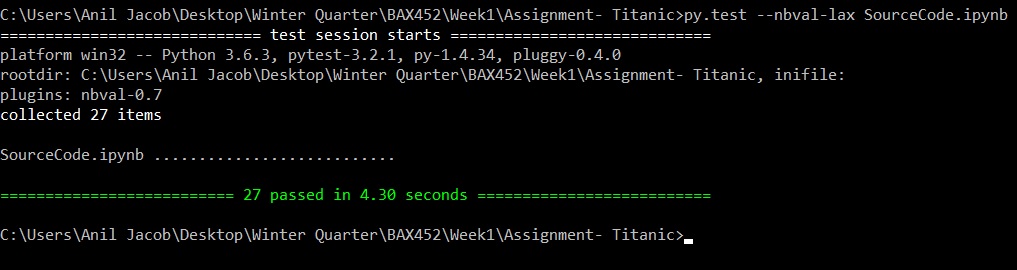 C:\Users\Anil Jacob\Desktop\Winter Quarter\BAX452\Week1\Assignment- Titanic>py.test --nbval-lax SourceCode.ipynb
============================= test session starts =============================
platform win32 -- Python 3.6.3, pytest-3.2.1, py-1.4.34, pluggy-0.4.0
rootdir: C:\Users\Anil Jacob\Desktop\Winter Quarter\BAX452\Week1\Assignment- Titanic, inifile:
plugins: nbval-0.7
collected 27 items
SourceCode.ipynb ...........................
========================== 27 passed in 4.30 seconds ==========================
C:\Users\Anil Jacob\Desktop\Winter Quarter\BAX452\Week1\Assignment- Titanic>